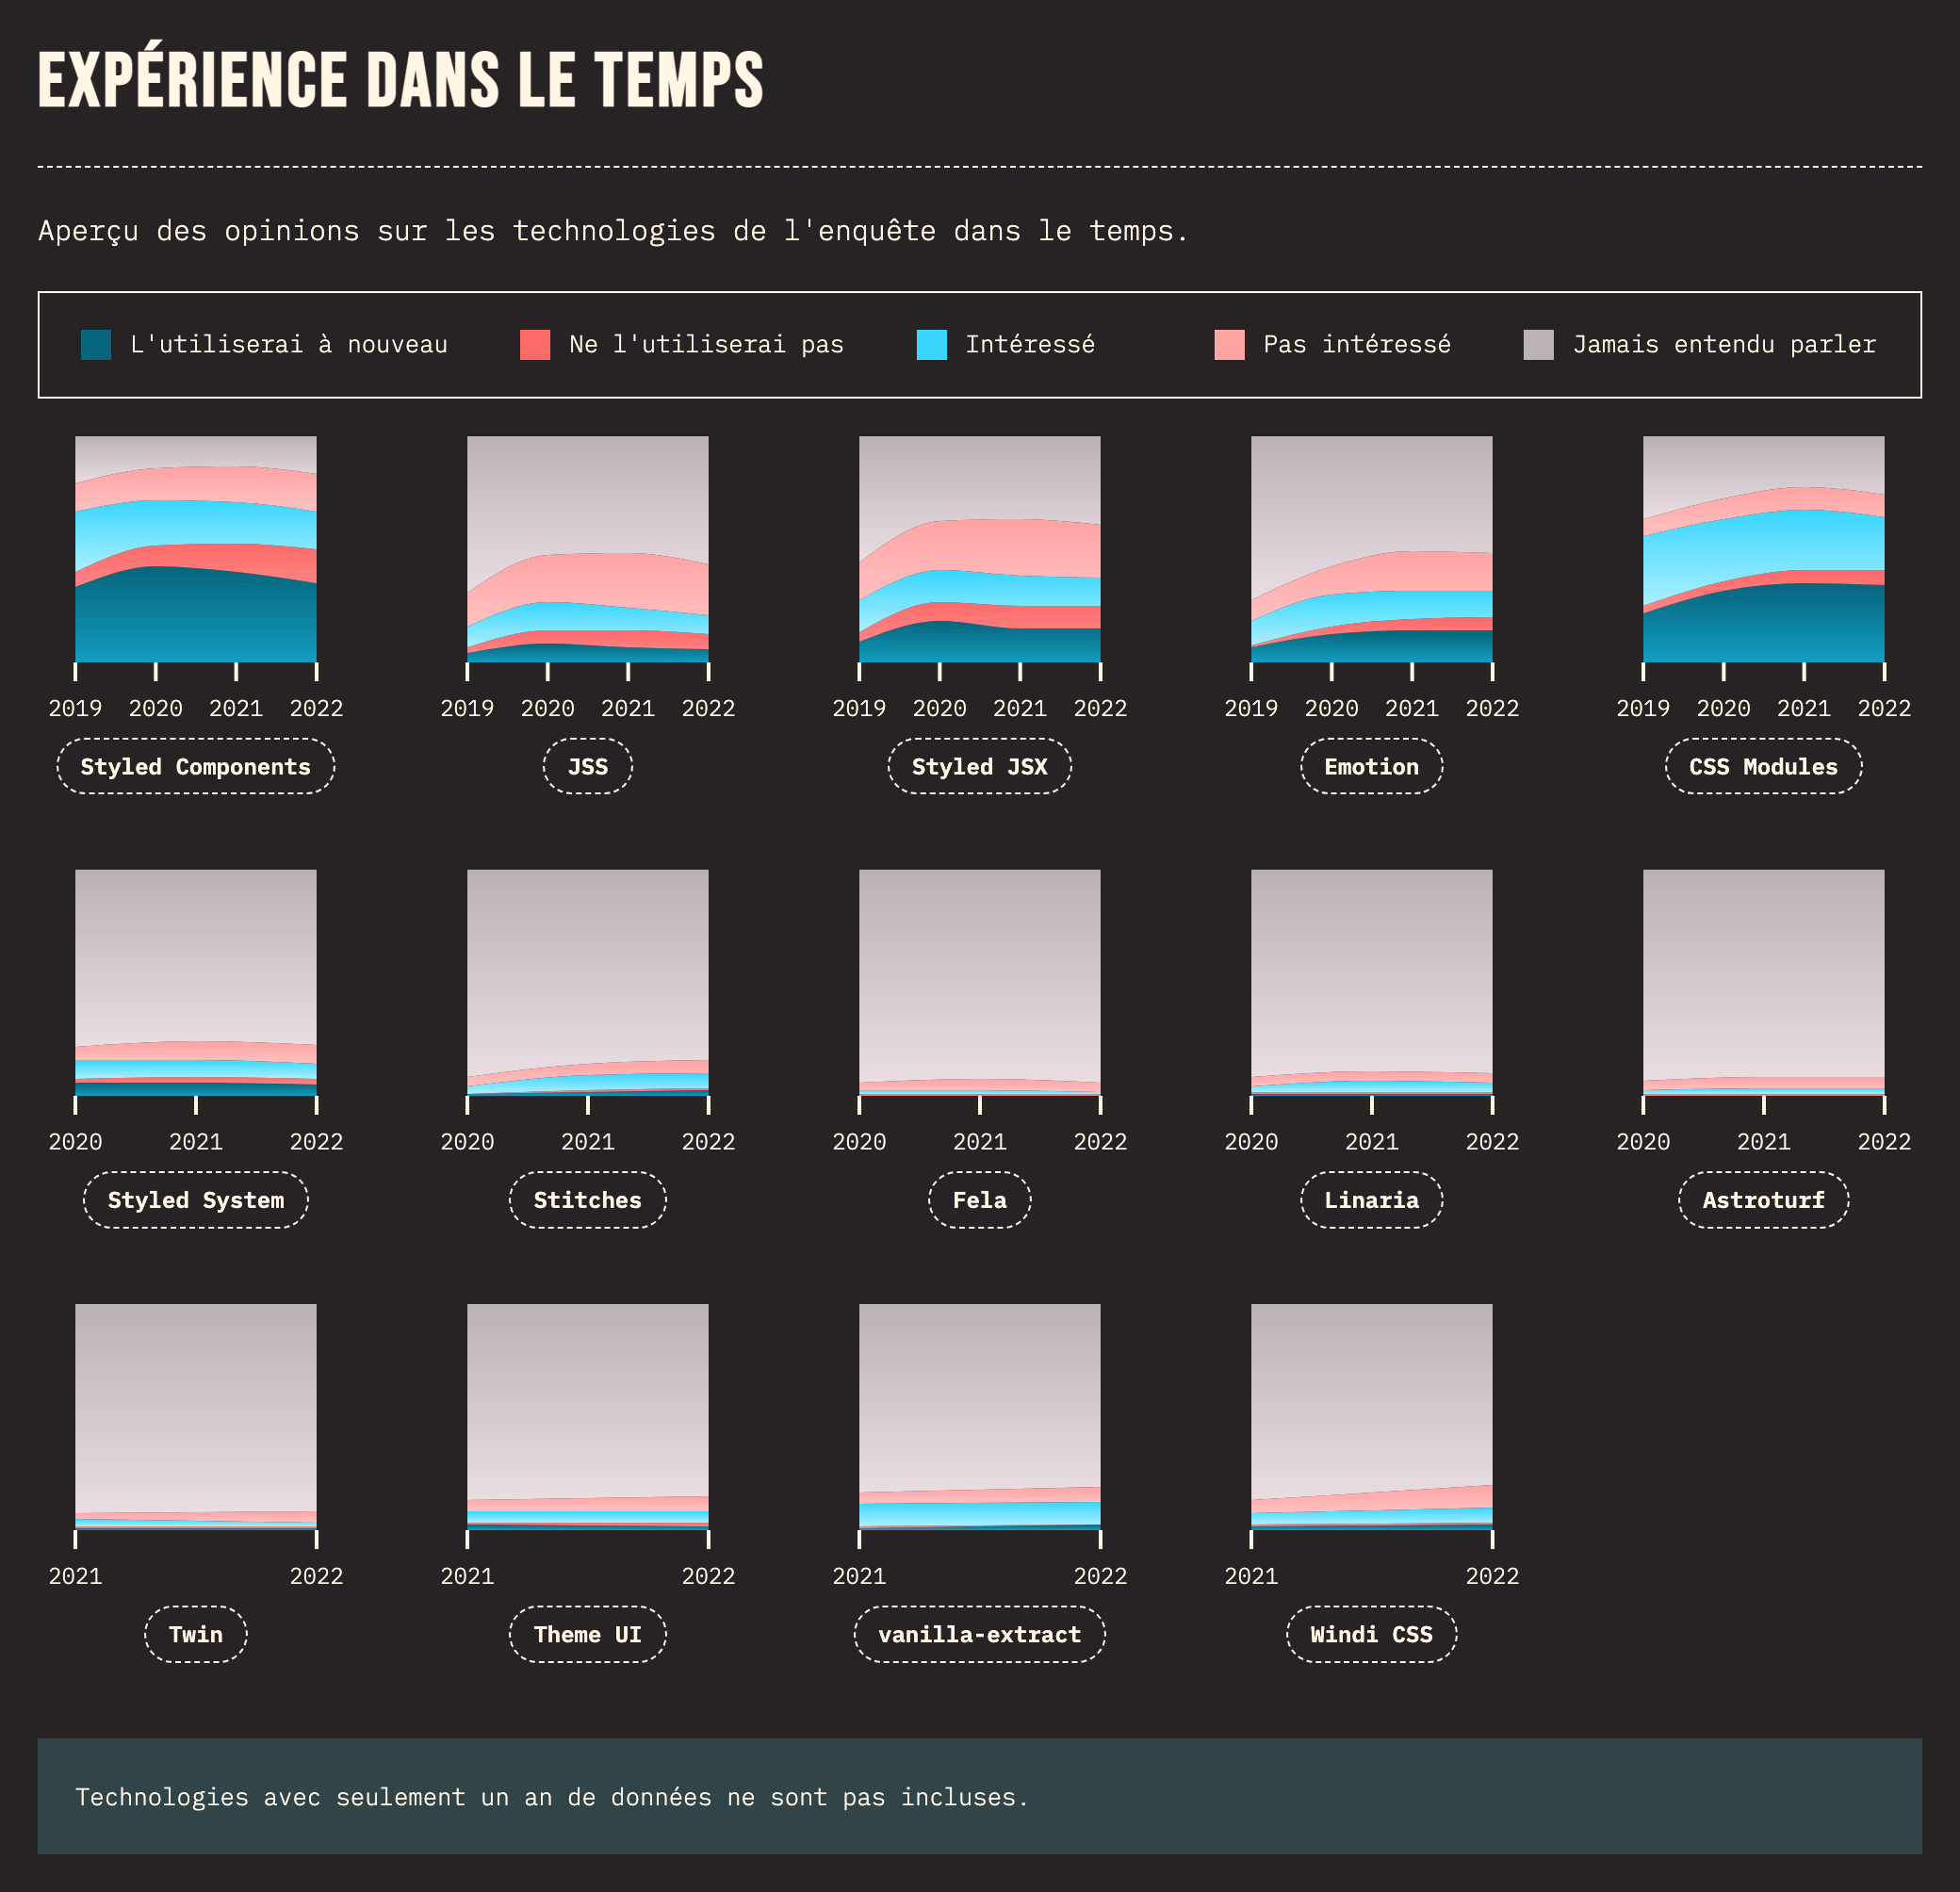 EXPÉRIENCE DANS LE TEMPS
Aperçu des opinions sur les technologies de l'enquête dans le temps.
L'utiliserai à nouveau Ne l'utiliserai pas Intéressé Pas intéressé Jamais entendu parler
2019 2020 2021 2022 2019 2020 2021 2022 2019 2020 2021 2022 2019 2020 2021 2022 2019 2020 2021 2022
Styled Components JSS Styled JSX Emotion CSS Modules
2020 2021 2022 2020 2021 2022 2020 2021 2022 2020 2021 2022 2020 2021 2022
Styled System Stitches Fela Linaria Astroturf
2021 2022 2021 2022 2021 2022 2021 2022
Twin Theme UI vanilla-extract Windi CSS
Technologies avec seulement un an de données ne sont pas incluses.